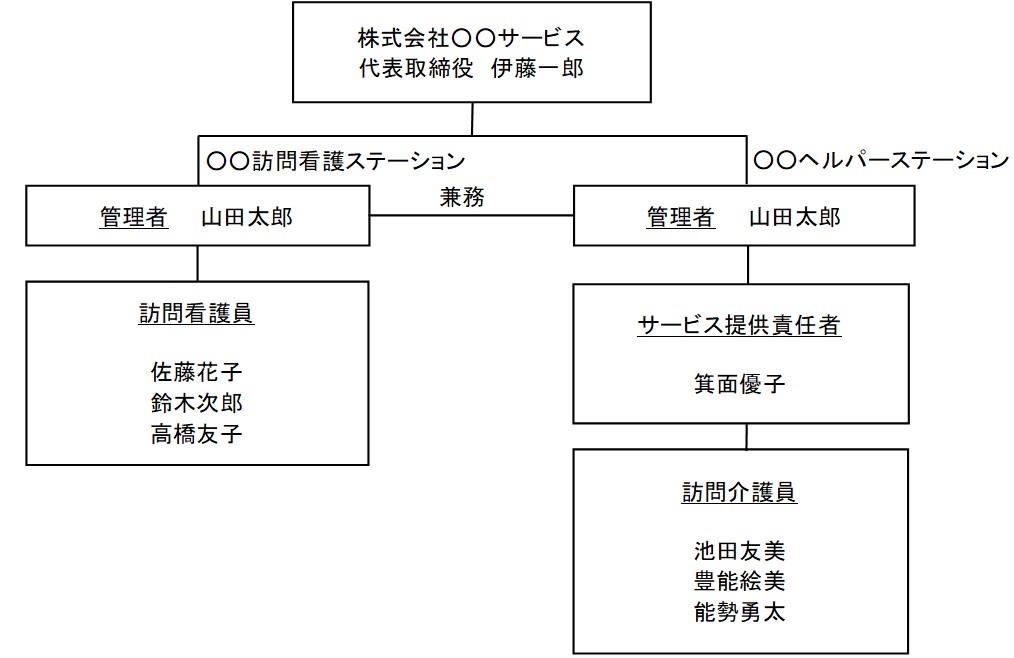 株式会社〇〇サービス
代表取締役　伊藤一郎
〇〇訪問看護ステーション
〇〇ヘルパーステーション
管理者　山田太郎
兼務
管理者　山田太郎
訪問看護員
佐藤花子
鈴木次郎
高橋友子
サービス提供責任者
箕面優子
訪問介護員
池田友美
豊能絵美
能勢勇太